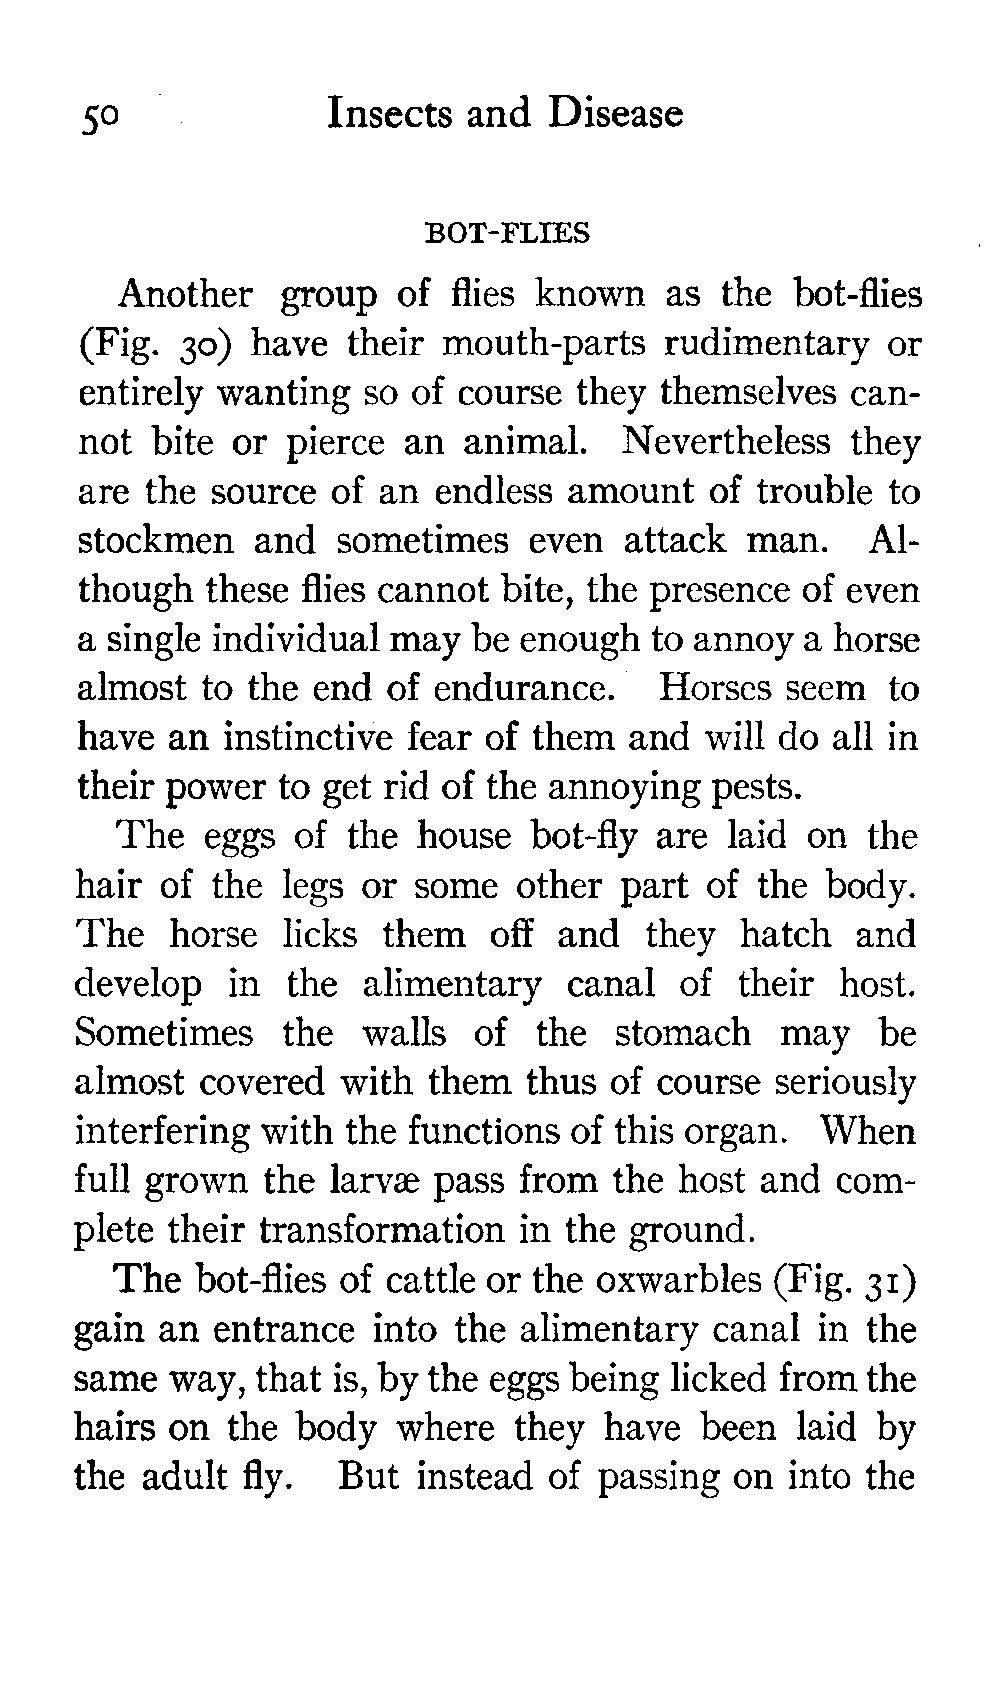 50 Insects and Disease
BOT-FLIES
Another group of flies known as the bot-flies
(Fig. 30) have their mouth-parts rudimentary or
entirely wanting so of course they themselves can-
not bite or pierce an animal. Nevertheless they
are the source of an endless amount of trouble to
stockmen and sometimes even attack man. Al-
though these flies cannot bite, the presence of even
a single individual may be enough to annoy a horse
almost to the end of endurance. Horses seem to
have an instinctive fear of them and will do all in
their power to get rid of the annoying pests.
The eggs of the house bot-fly are laid on the
hair of the legs or some other part of the body.
The horse licks them off and they hatch and
develop in the alimentary canal of their host.
Sometimes the walls of the stomach may be
almost covered with them thus of course seriously
interfering with the functions of this organ. When
full grown the larvæ pass from the host and com-
plete their transformation in the ground.
The bot-flies of cattle or the oxwarbles (Fig. 31)
gain an entrance into the alimentary canal in the
same way, that is, by the eggs being licked from the
hairs on the body where they have been laid by
the adult fly. But instead of passing on into the